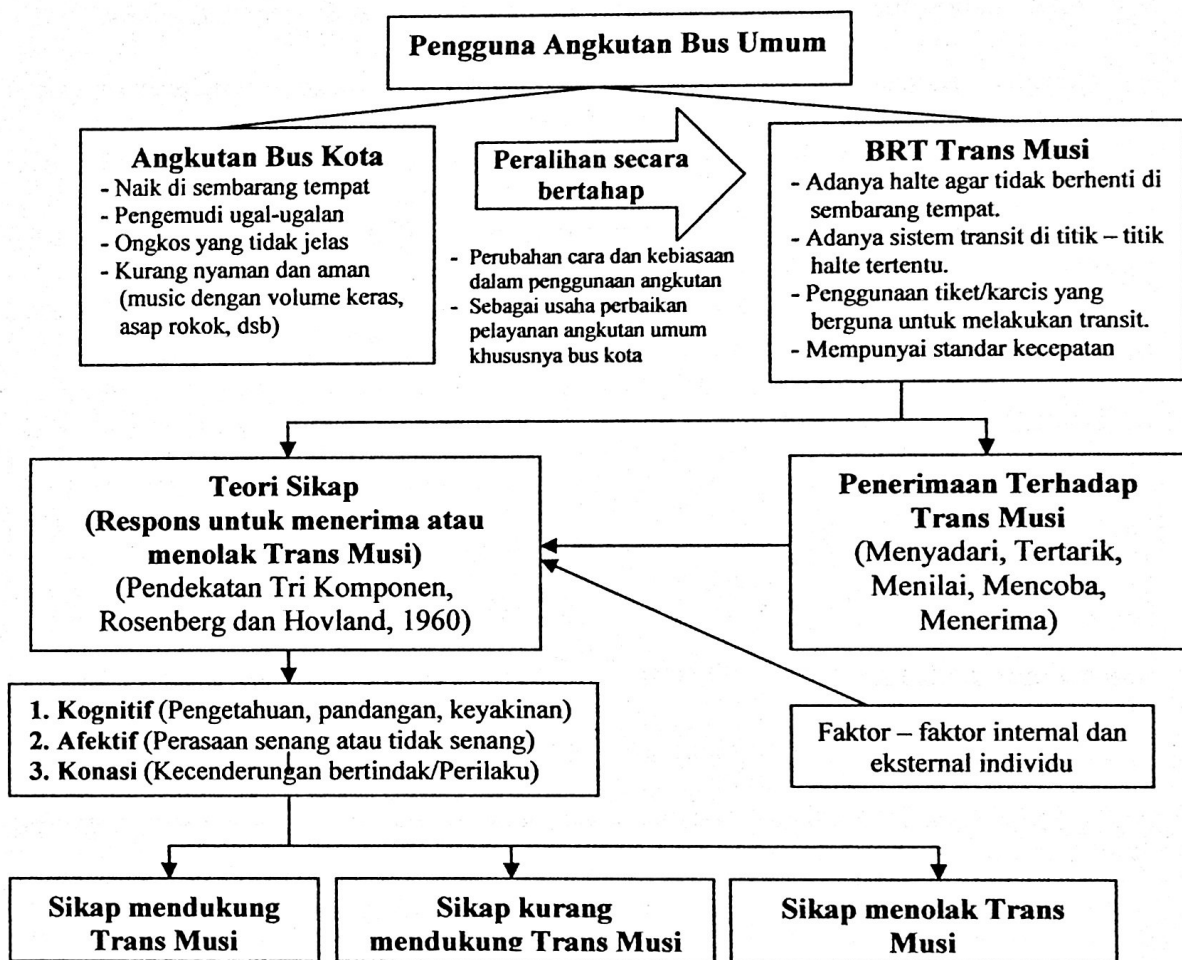 Pengguna Angkutan Bus Umum
Angkutan Bus Kota
- Naik di sembarang tempat
- Pengemudi ugal-ugalan
- Ongkos yang tidak jelas
- Kurang nyaman dan aman
(music dengan volume keras,
asap rokok, dsb)
Peralihan secara
bertahap
- Perubahan cara dan kebiasaan
dalam penggunaan angkutan
- Sebagai usaha perbaikan
pelayanan angkutan umum
khususnya bus kota
BRT Trans Musi
- Adanya halte agar tidak berhenti di
sembarang tempat.
- Adanya sistem transit di titik – titik
halte tertentu.
- Penggunaan tiket/karcis yang
berguna untuk melakukan transit.
- Mempunyai standar kecepatan
Teori Sikap
(Respons untuk menerima atau
menolak Trans Musi)
(Pendekatan Tri Komponen,
Rosenberg dan Hovland, 1960)
Penerimaan Terhadap
Trans Musi
(Menyadari, Tertarik,
Menilai, Mencoba,
Menerima)
1. Kognitif (Pengetahuan, pandangan, keyakinan)
2. Afektif (Perasaan senang atau tidak senang)
3. Konasi (Kecenderungan bertindak/Perilaku)
Faktor – faktor internal dan
eksternal individu
Sikap mendukung
Trans Musi
Sikap kurang
mendukung Trans Musi
Sikap menolak Trans
Musi